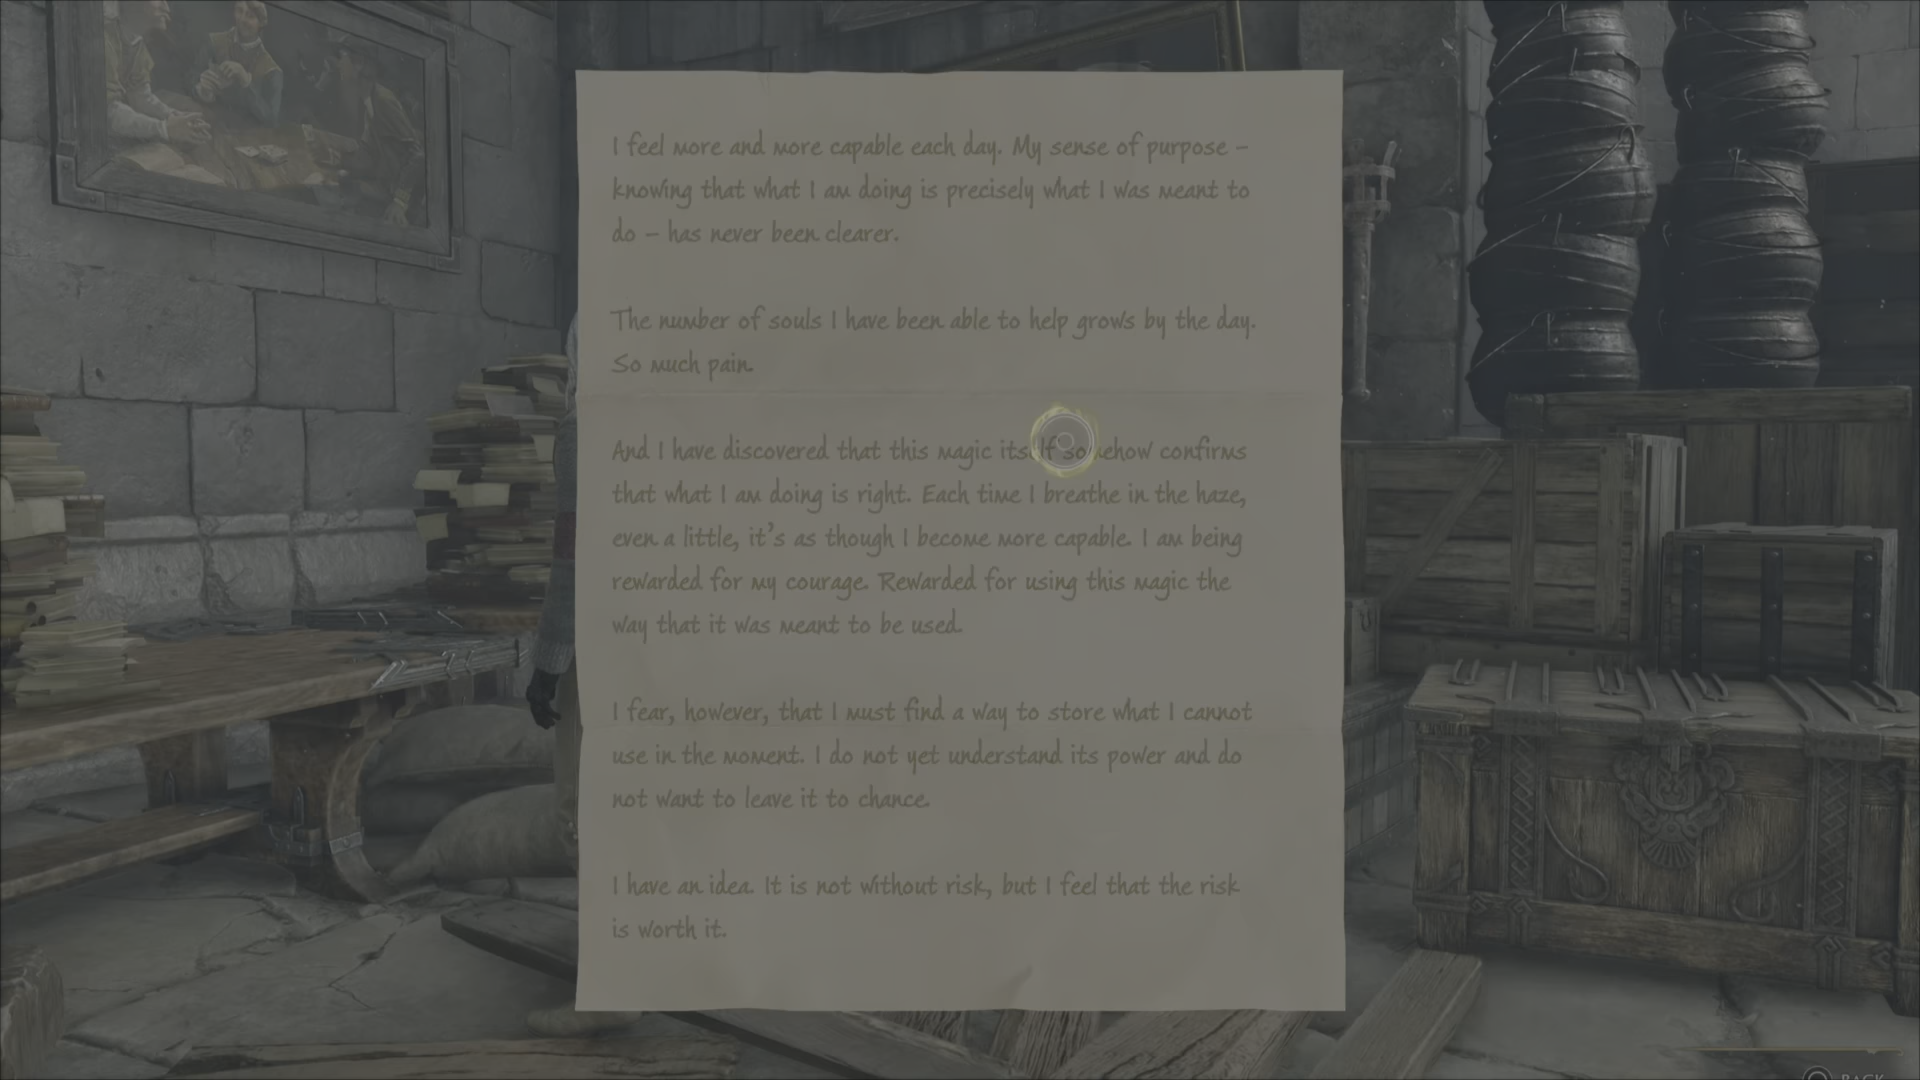 I feel more and more capable each day. My sense of purpose –
knowing that what I am doing is precisely what I was meant to
do – has never been clearer.
The number of souls I have been able to help grows by the day.
So much pain.
And I have discovered that this magic itself somehow confirms
that what I am doing is right. Each time I breathe in the haze,
even a little, it's as though I become more capable. I am being
rewarded for my courage. Rewarded for using this magic the
way that it was meant to be used.
I fear, however, that I must find a way to store what I cannot
use in the moment. I do not yet understand its power and do
not want to leave it to chance.
I have an idea. It is not without risk, but I feel that the risk
is worth it.
BACK